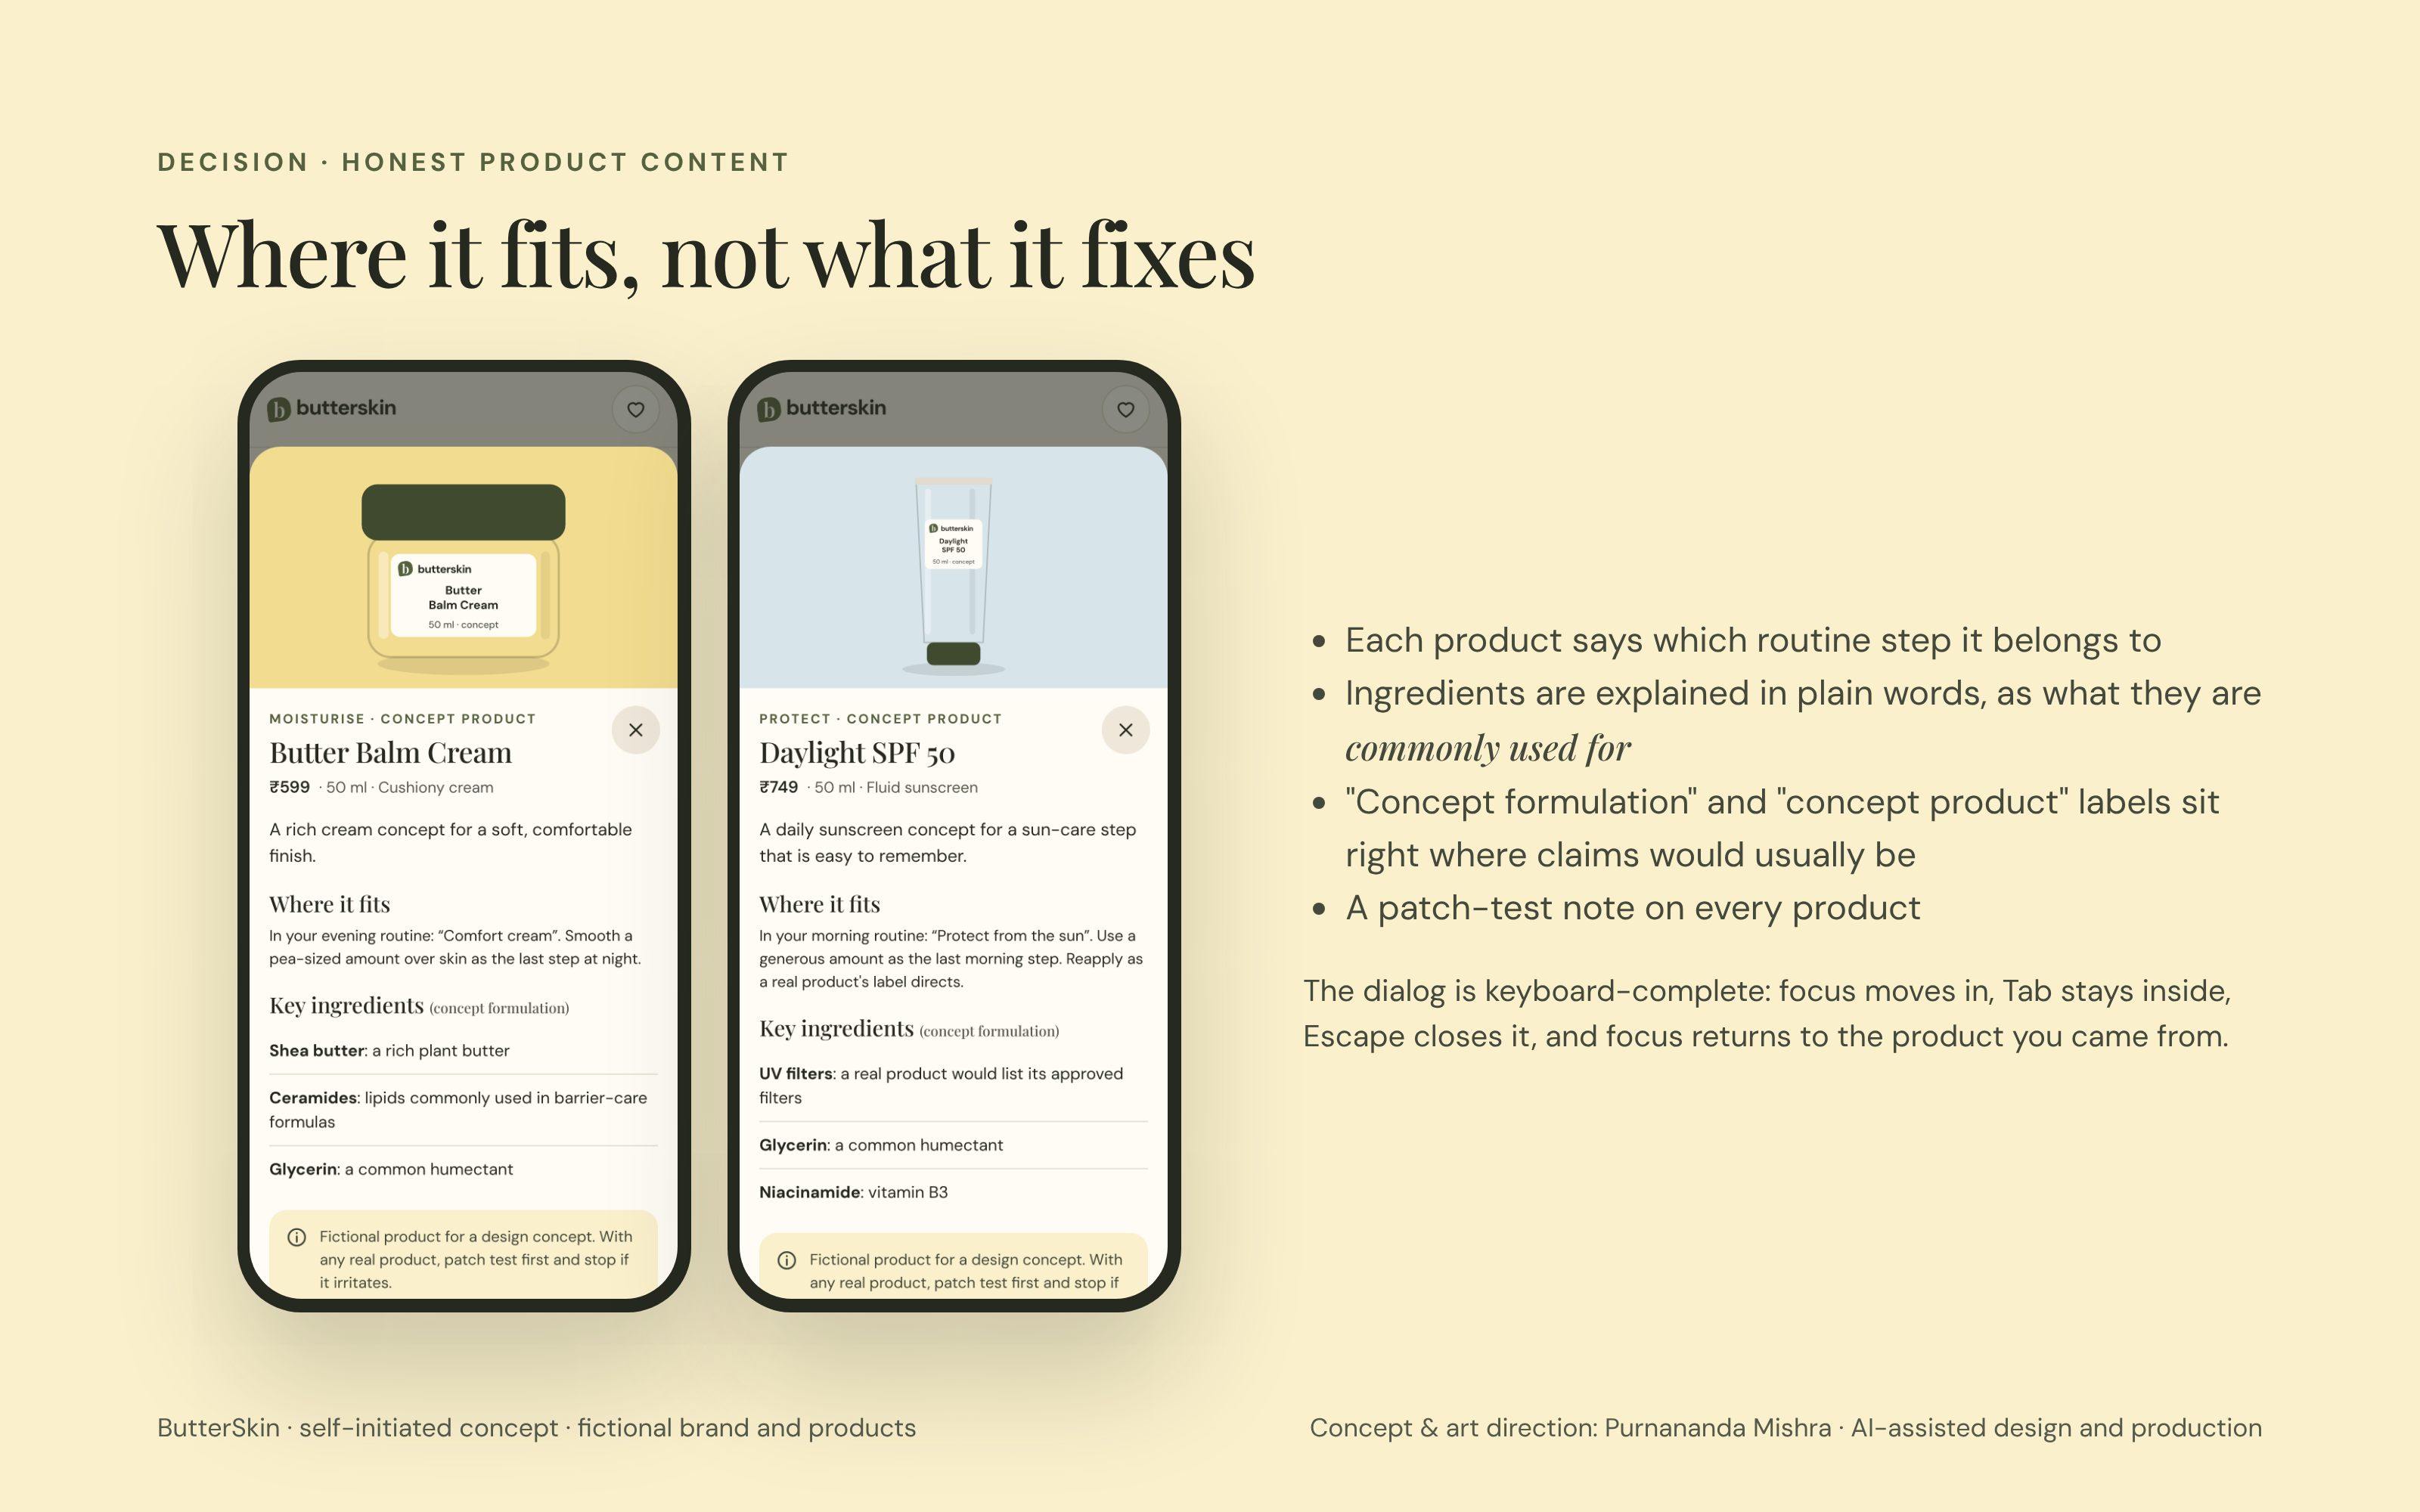 DECISION · HONEST PRODUCT CONTENT
Where it fits, not what it fixes
butterskin
butterskin
Butter
Balm Cream
50 ml · concept
MOISTURISE · CONCEPT PRODUCT
Butter Balm Cream
₹599 · 50 ml · Cushiony cream
A rich cream concept for a soft, comfortable
finish.
Where it fits
In your evening routine: “Comfort cream”. Smooth a
pea-sized amount over skin as the last step at night.
Key ingredients (concept formulation)
Shea butter: a rich plant butter
Ceramides: lipids commonly used in barrier-care
formulas
Glycerin: a common humectant
Fictional product for a design concept. With
any real product, patch test first and stop if
it irritates.
butterskin
butterskin
Daylight
SPF 50
50 ml · concept
PROTECT · CONCEPT PRODUCT
Daylight SPF 50
₹749 · 50 ml · Fluid sunscreen
A daily sunscreen concept for a sun-care step
that is easy to remember.
Where it fits
In your morning routine: “Protect from the sun”. Use a
generous amount as the last morning step. Reapply as
a real product's label directs.
Key ingredients (concept formulation)
UV filters: a real product would list its approved
filters
Glycerin: a common humectant
Niacinamide: vitamin B3
Fictional product for a design concept. With
any real product, patch test first and stop if
• Each product says which routine step it belongs to
• Ingredients are explained in plain words, as what they are
commonly used for
• "Concept formulation" and "concept product" labels sit
right where claims would usually be
• A patch-test note on every product
The dialog is keyboard-complete: focus moves in, Tab stays inside,
Escape closes it, and focus returns to the product you came from.
ButterSkin · self-initiated concept · fictional brand and products
Concept & art direction: Purnananda Mishra · AI-assisted design and production